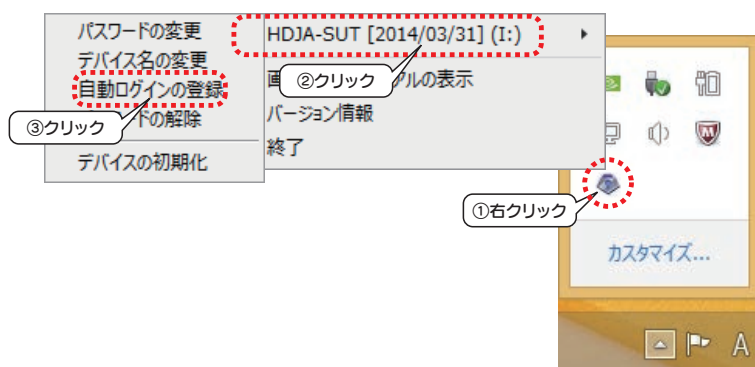 パスワードの変更
デバイス名の変更
自動ログインの登録
ドの解除
デバイスの初期化
③クリック
HDJA-SUT [2014/03/31] (I:)
②クリック
画
アルの表示
バージョン情報
終了
①右クリック
カスタマイズ...
A